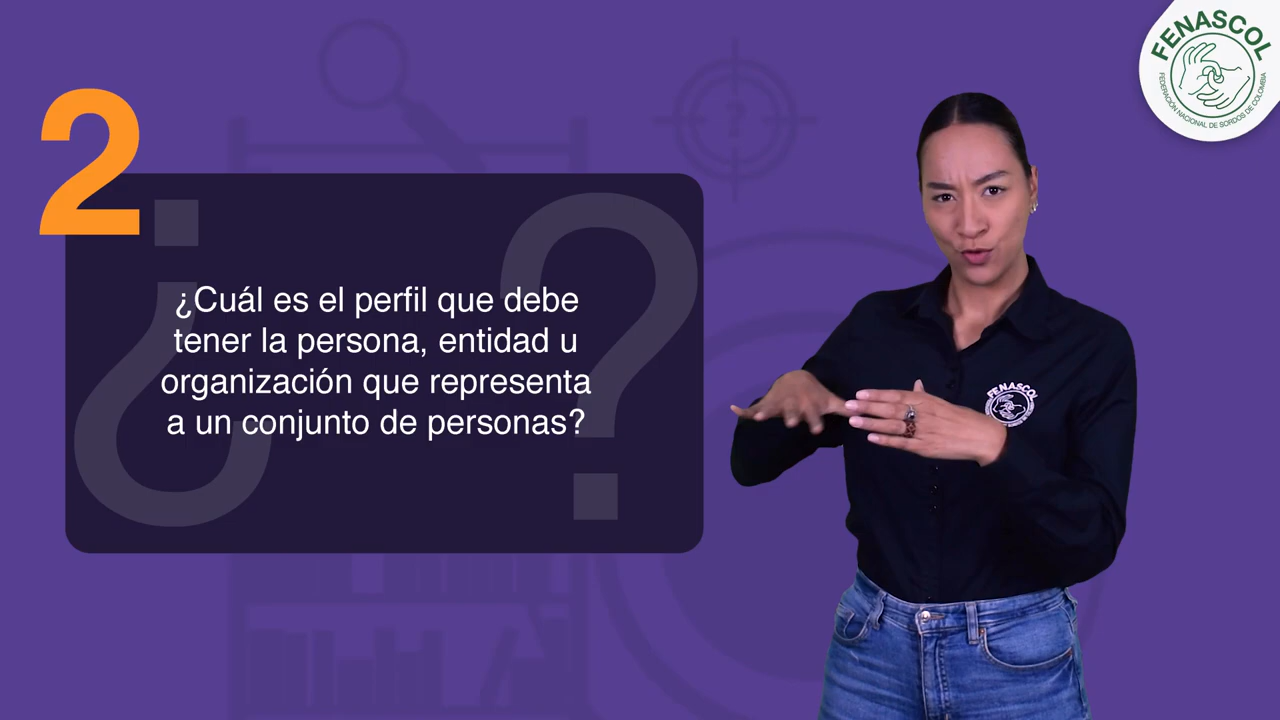 2
¿Cuál es el perfil que debe
tener la persona, entidad u
organización que representa
a un conjunto de personas?
FENASCOL
FEDERACIÓN NACIONAL DE SORDOS DE COLOMBIA
FENASCOL